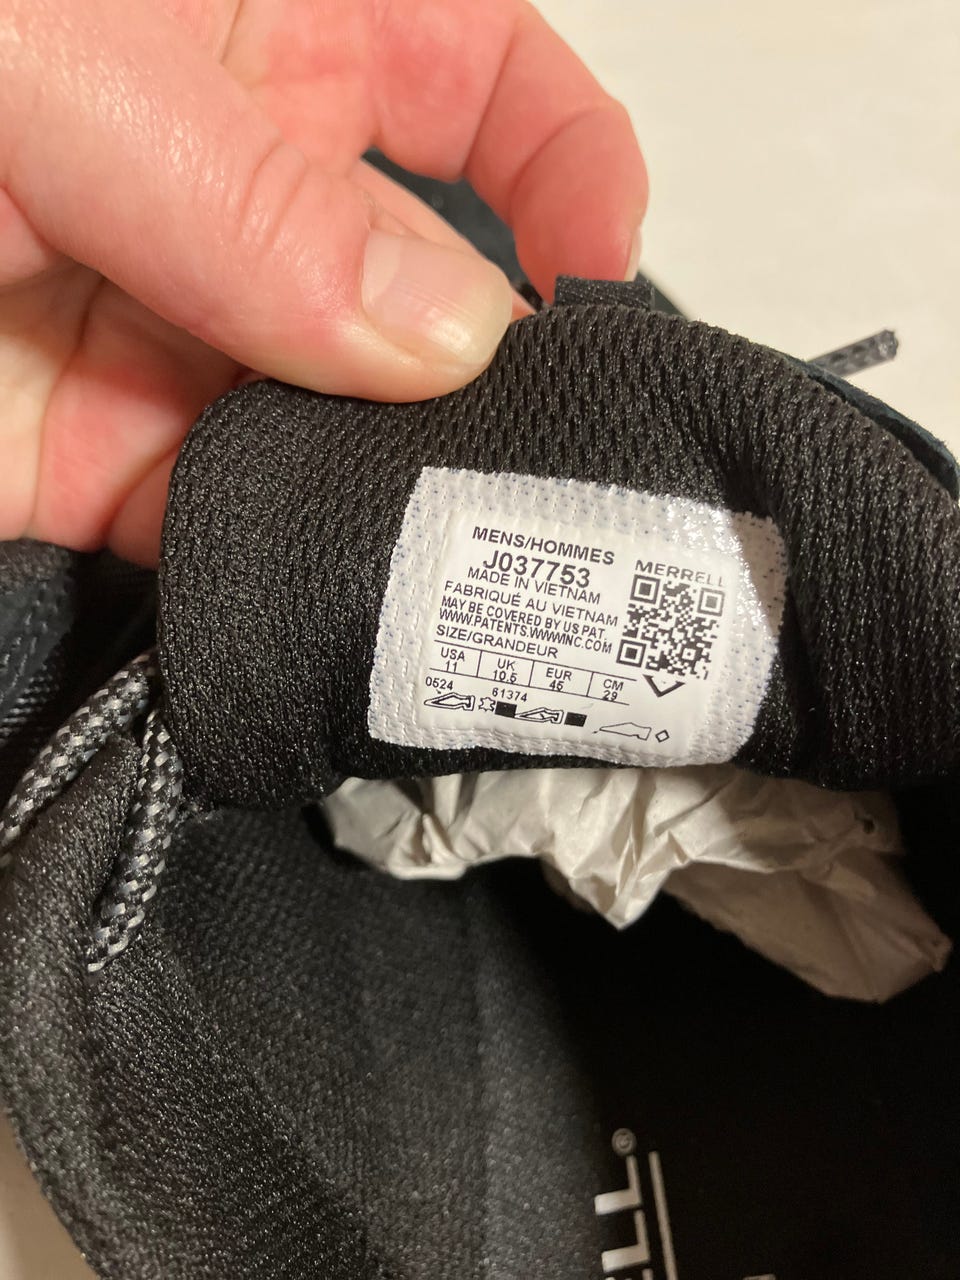 MENS/HOMMES
J037753
MERRELL
MADE IN VIETNAM
FABRIQUÉ AU VIETNAM
MAY BE COVERED BY US PAT.
WWW.PATENTS.WWWINC.COM
SIZE/GRANDEUR
USA UK EUR CM
11 10.5 45 29
0524 61374
ELL®